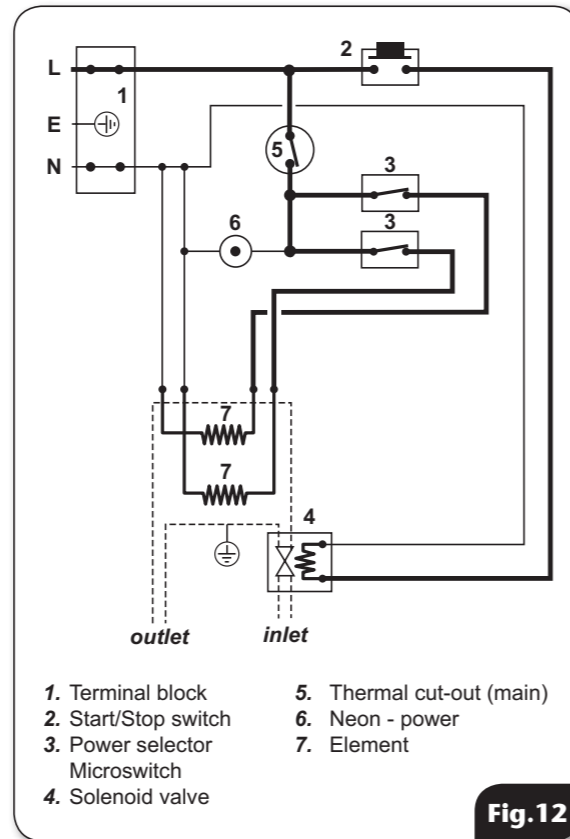 2
L
1
E
5
3
N
6
3
7
7
4
outlet
inlet
1. Terminal block
2. Start/Stop switch
3. Power selector
Microswitch
4. Solenoid valve
5. Thermal cut-out (main)
6. Neon - power
7. Element
Fig.12